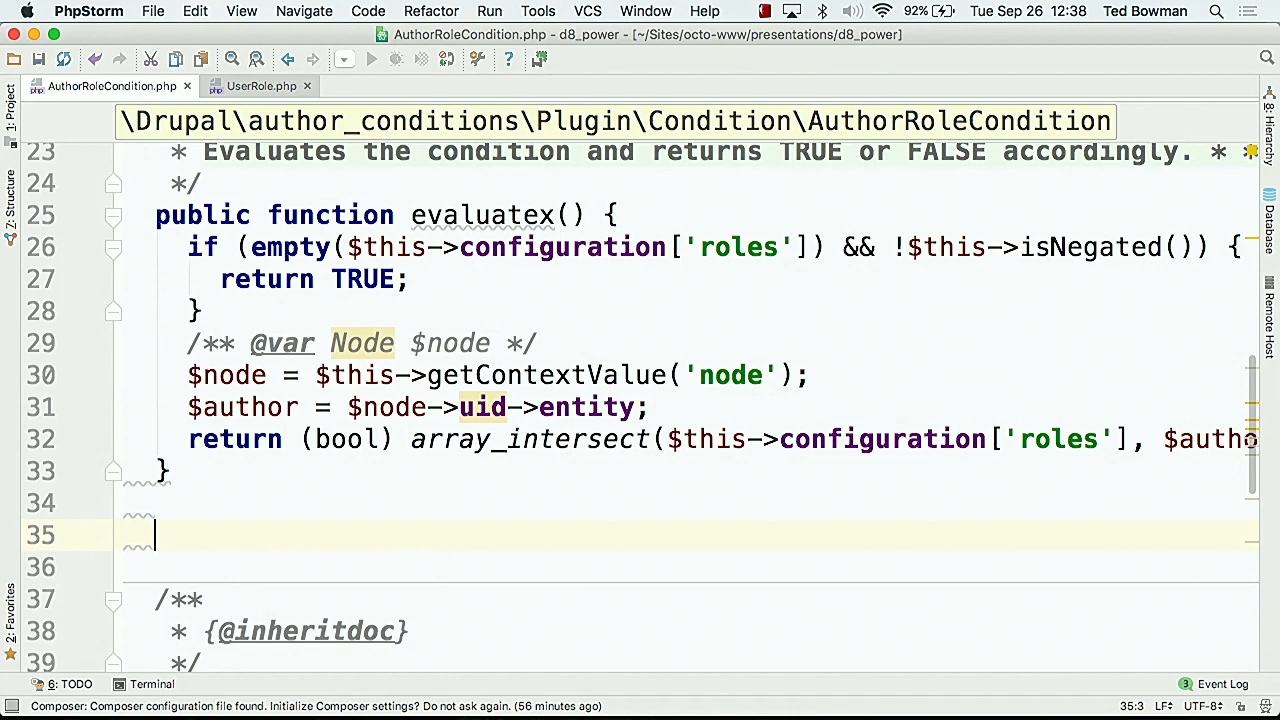 PhpStorm File Edit View Navigate Code Refactor Run Tools VCS Window Help 92% Tue Sep 26 12:38 Ted Bowman
AuthorRoleCondition.php - d8_power - [~/Sites/octo-www/presentations/d8_power]
AuthorRoleCondition.php UserRole.php
\Drupal\author_conditions\Plugin\Condition\AuthorRoleCondition
23 * Evaluates the condition and returns TRUE or FALSE accordingly. * *
24 */
25 public function evaluatex() {
26 if (empty($this->configuration['roles']) && !$this->isNegated()) {
27 return TRUE;
28 }
29 /** @var Node $node */
30 $node = $this->getContextValue('node');
31 $author = $node->uid->entity;
32 return (bool) array_intersect($this->configuration['roles'], $autho
33 }
34
35
36
37 /**
38 * {@inheritdoc}
39 */
1: Project
7: Structure
2: Favorites
8: Hierarchy
Database
Remote Host
6: TODO Terminal 3 Event Log
Composer: Composer configuration file found. Initialize Composer settings? Do not ask again. (56 minutes ago) 35:3 LF÷ UTF-8÷